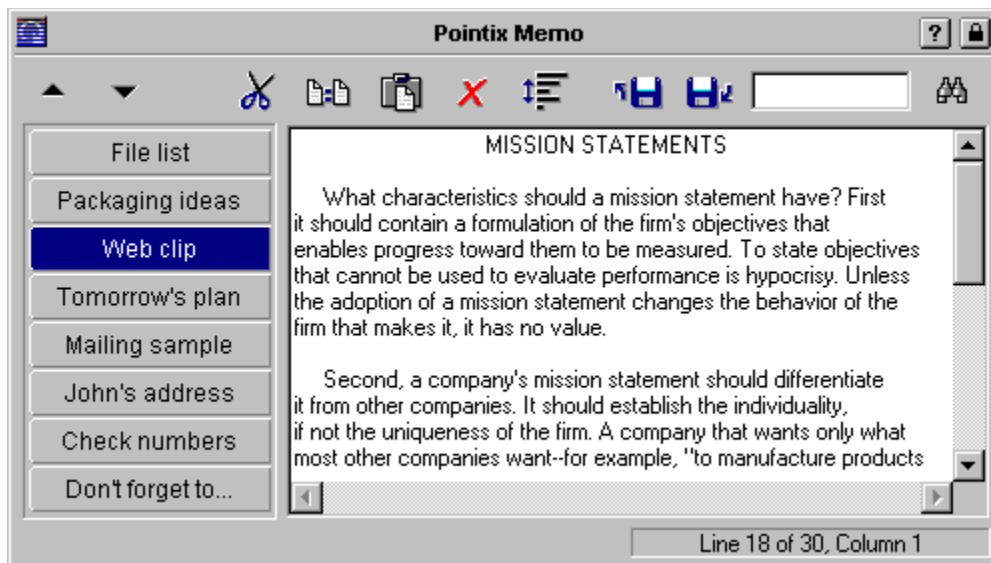 Pointix Memo
?
File list
Packaging ideas
Web clip
Tomorrow's plan
Mailing sample
John's address
Check numbers
Don't forget to...
MISSION STATEMENTS
What characteristics should a mission statement have? First
it should contain a formulation of the firm's objectives that
enables progress toward them to be measured. To state objectives
that cannot be used to evaluate performance is hypocrisy. Unless
the adoption of a mission statement changes the behavior of the
firm that makes it, it has no value.
Second, a company's mission statement should differentiate
it from other companies. It should establish the individuality,
if not the uniqueness of the firm. A company that wants only what
most other companies want--for example, "to manufacture products
Line 18 of 30, Column 1